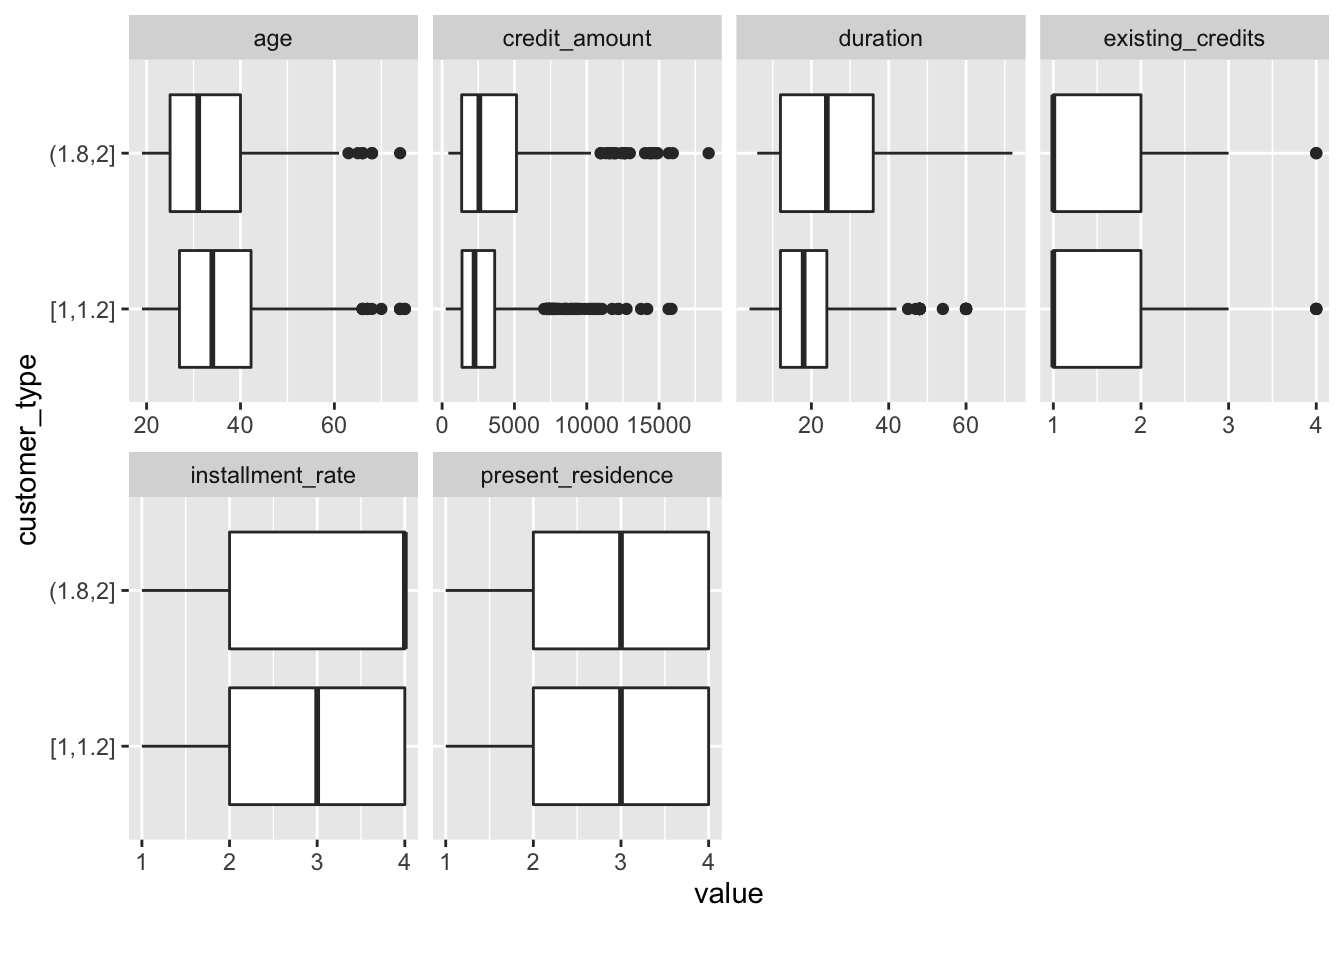 age credit_amount duration existing_credits
(1.8,2]
[1,1.2]
20 40 60 0 5000 10000 15000 20 40 60 1 2 3 4
customer_type
installment_rate present_residence
(1.8,2]
[1,1.2]
1 2 3 4 1 2 3 4
value